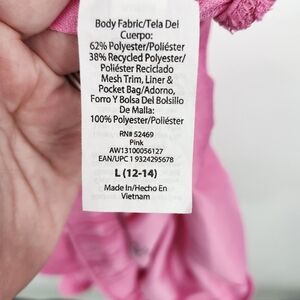 Body Fabric/Tela Del
Cuerpo:
62% Polyester/Poliéster
38% Recycled Polyester/
Poliéster Reciclado
Mesh Trim, Liner &
Pocket Bag/Adorno,
Forro Y Bolsa Del Bolsillo
De Malla:
100% Polyester/Poliéster
RN# 52469
Pink
AW13100056127
EAN/UPC 1 9324295678
L (12-14)
Made In/Hecho En
Vietnam